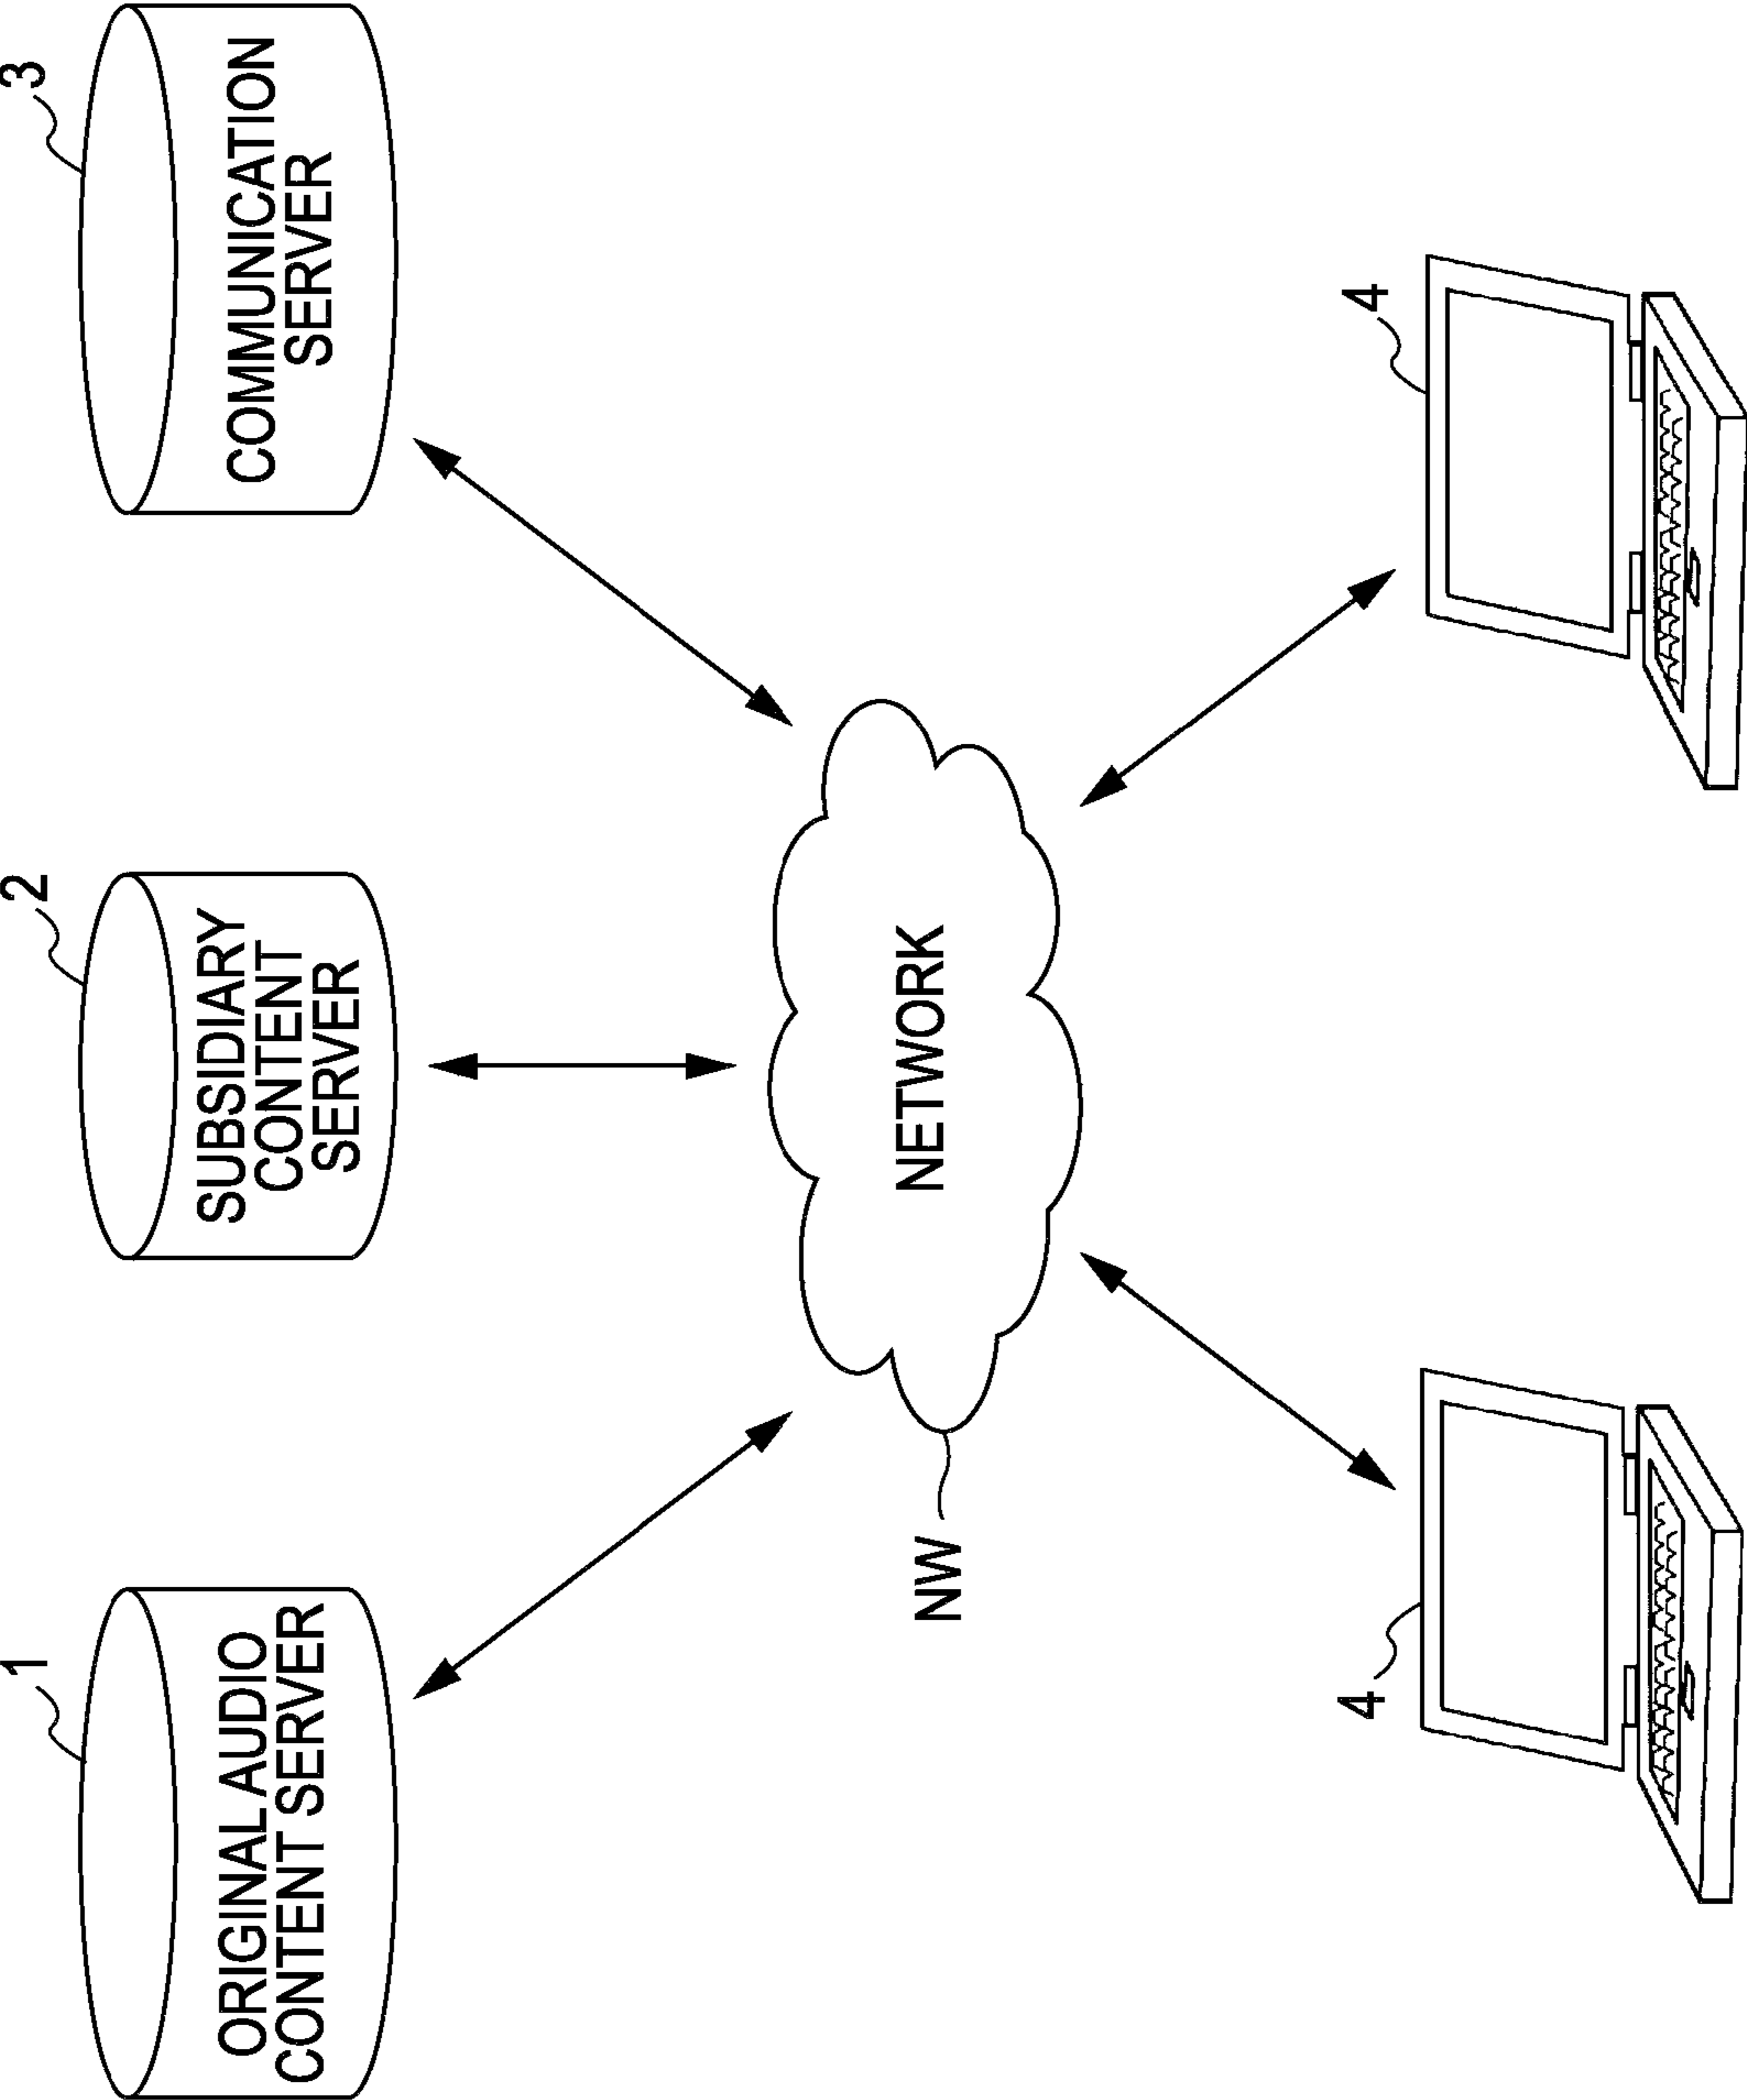 1
2
3
ORIGINAL AUDIO
CONTENT SERVER
SUBSIDIARY
CONTENT
SERVER
COMMUNICATION
SERVER
NETWORK
NW
4
4